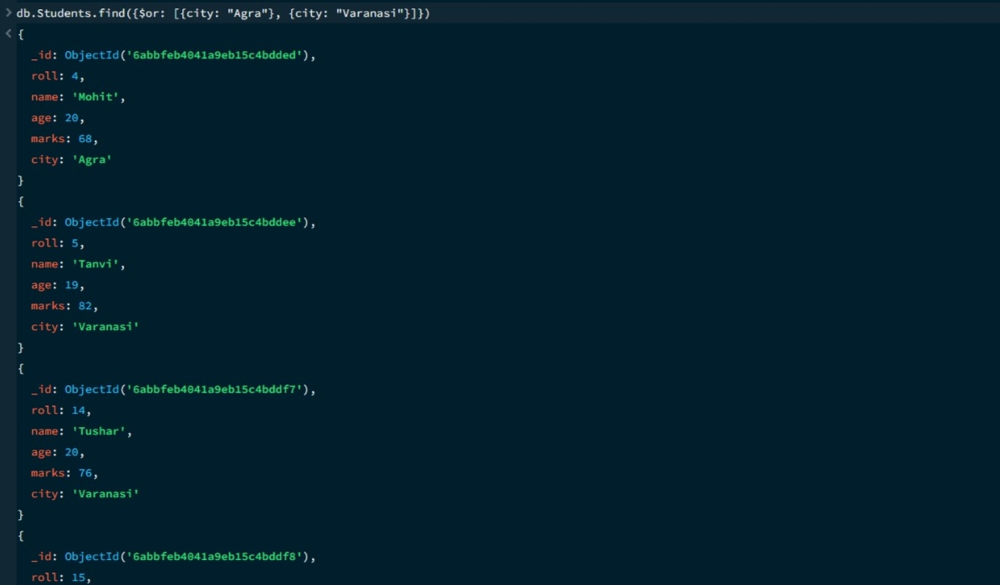 > db.Students.find({$or: [{city: "Agra"}, {city: "Varanasi"}]})
< {
_id: ObjectId('6abbfeb4041a9eb15c4bdded'),
roll: 4,
name: 'Mohit',
age: 20,
marks: 68,
city: 'Agra'
}
{
_id: ObjectId('6abbfeb4041a9eb15c4bddee'),
roll: 5,
name: 'Tanvi',
age: 19,
marks: 82,
city: 'Varanasi'
}
{
_id: ObjectId('6abbfeb4041a9eb15c4bddf7'),
roll: 14,
name: 'Tushar',
age: 20,
marks: 76,
city: 'Varanasi'
}
{
_id: ObjectId('6abbfeb4041a9eb15c4bddf8'),
roll: 15,